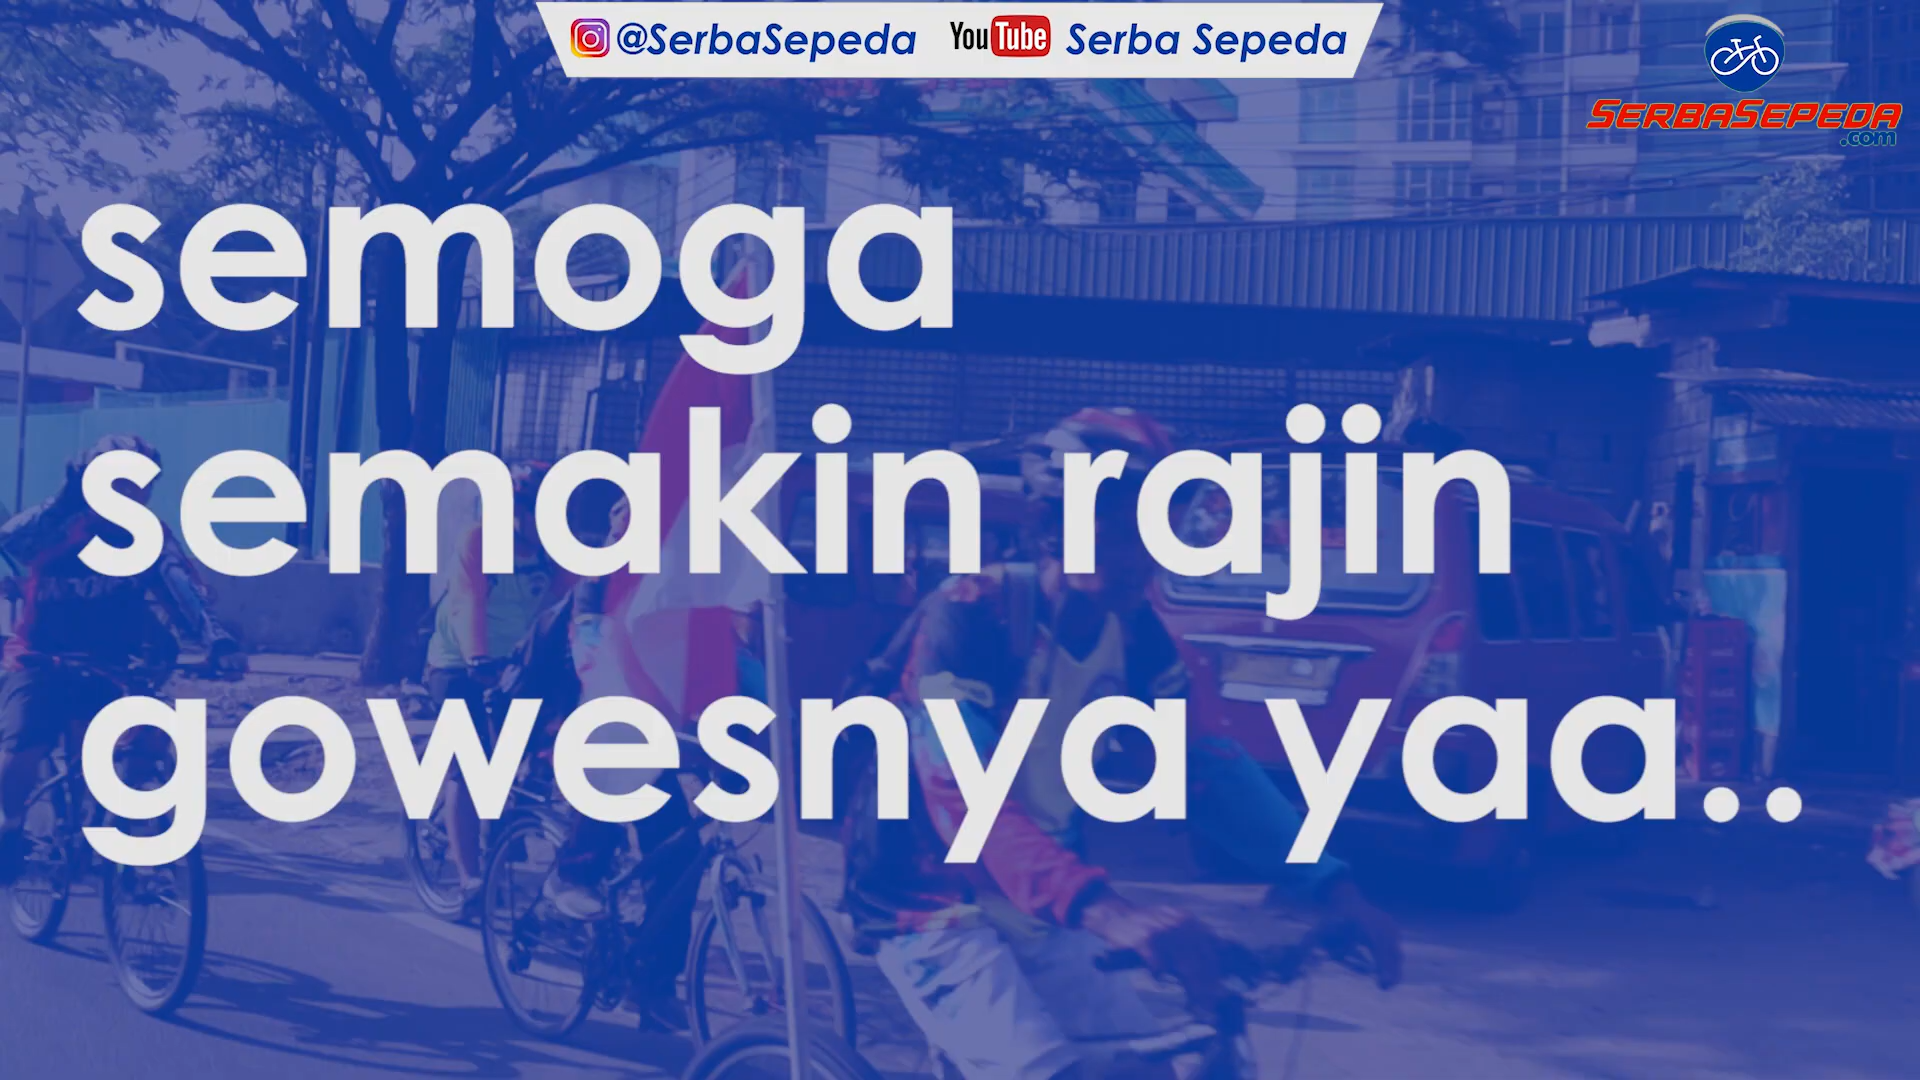 @SerbaSepeda YouTube Serba Sepeda
SERBASEPEDA
.com
semoga
semakin rajin
gowesnya yaa..